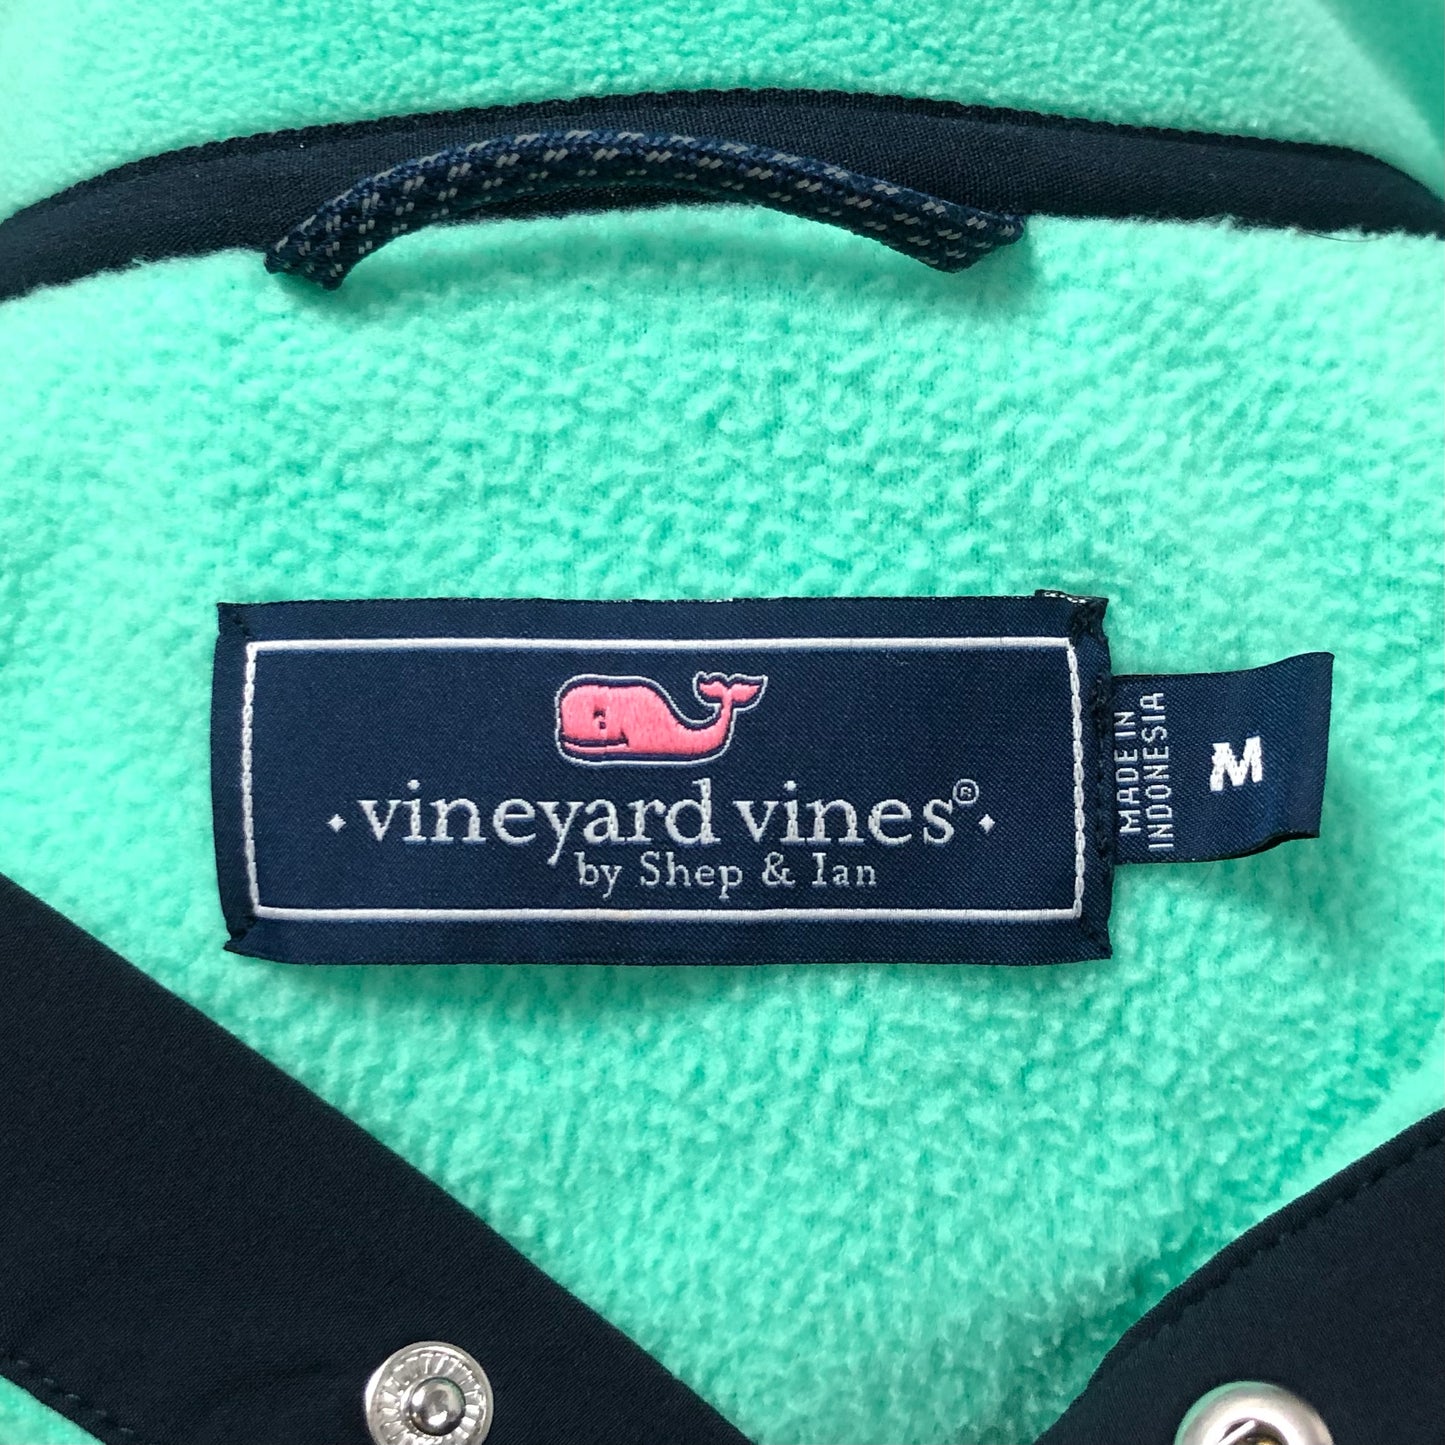 vineyard vines®
by Shep & Ian
MADE IN
INDONESIA
M